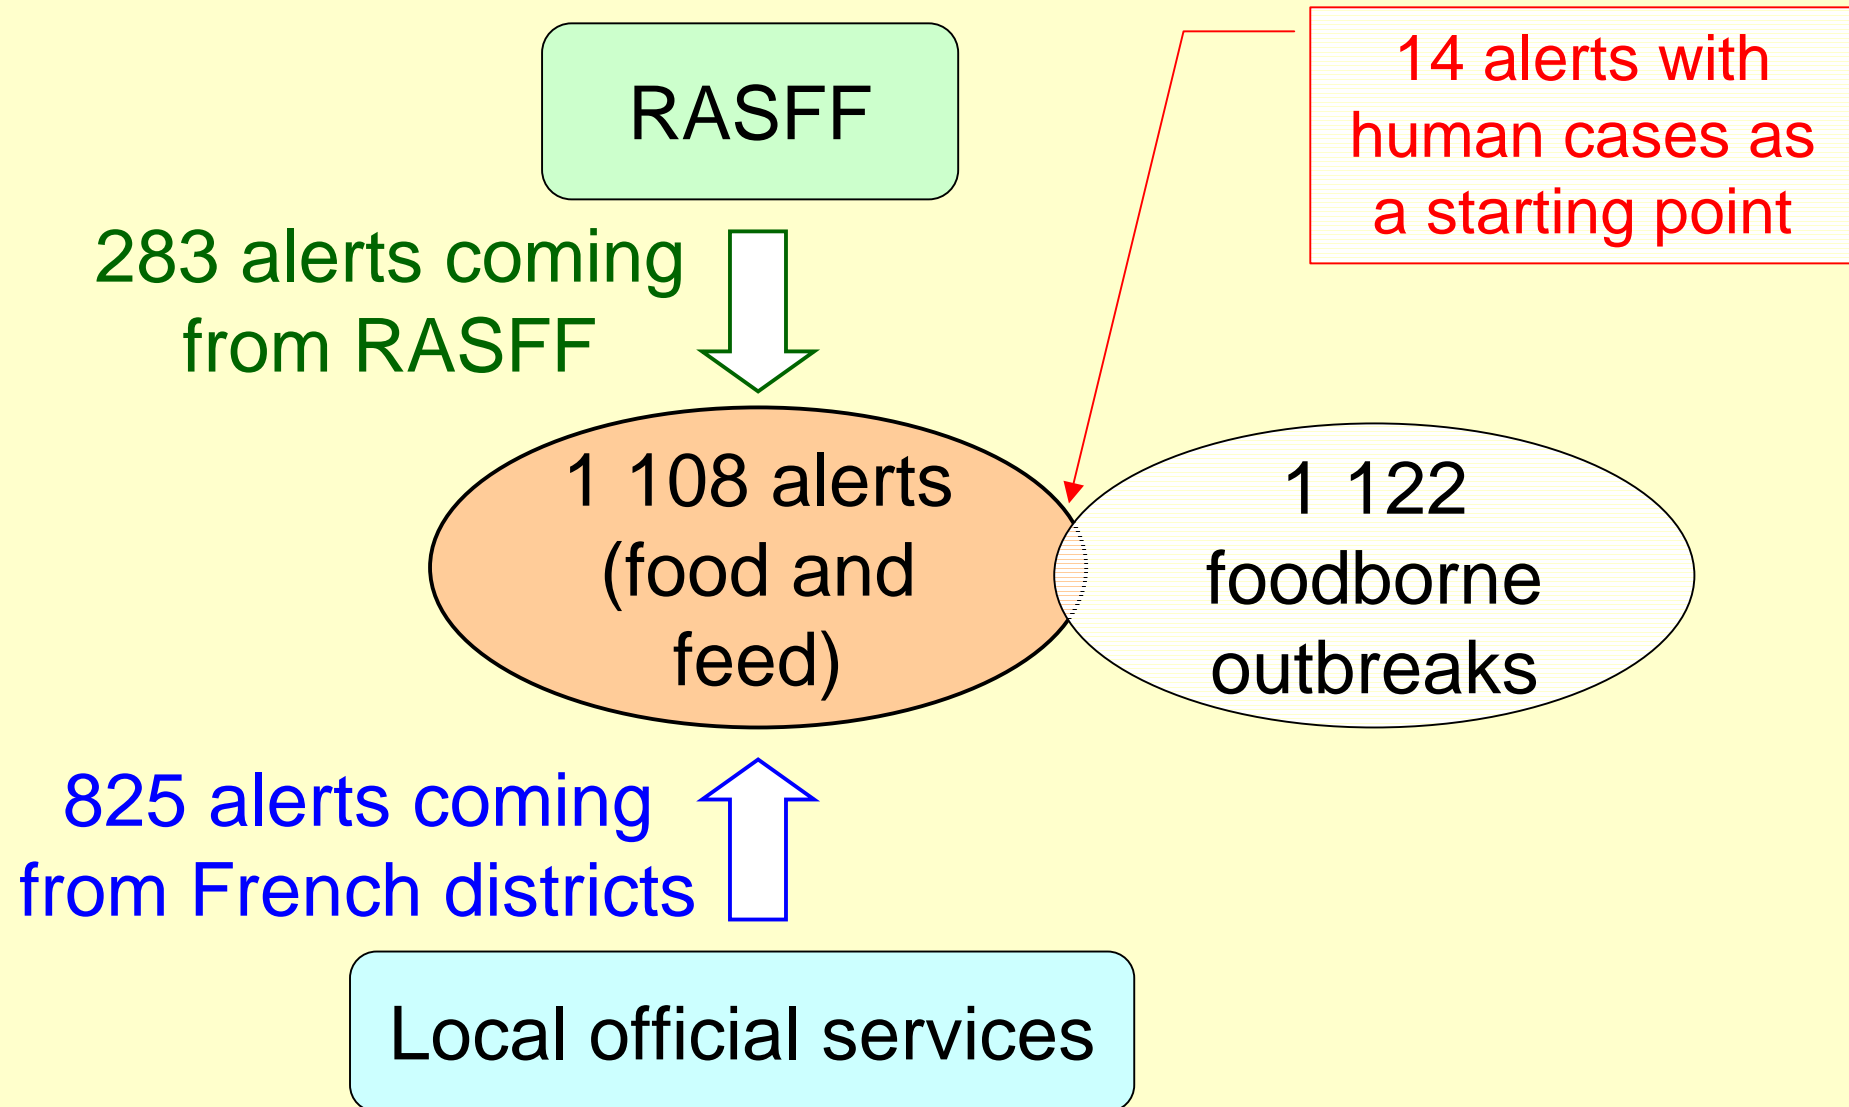 RASFF
14 alerts with
human cases as
a starting point
283 alerts coming
from RASFF
1 108 alerts
(food and
feed)
1 122
foodborne
outbreaks
825 alerts coming
from French districts
Local official services